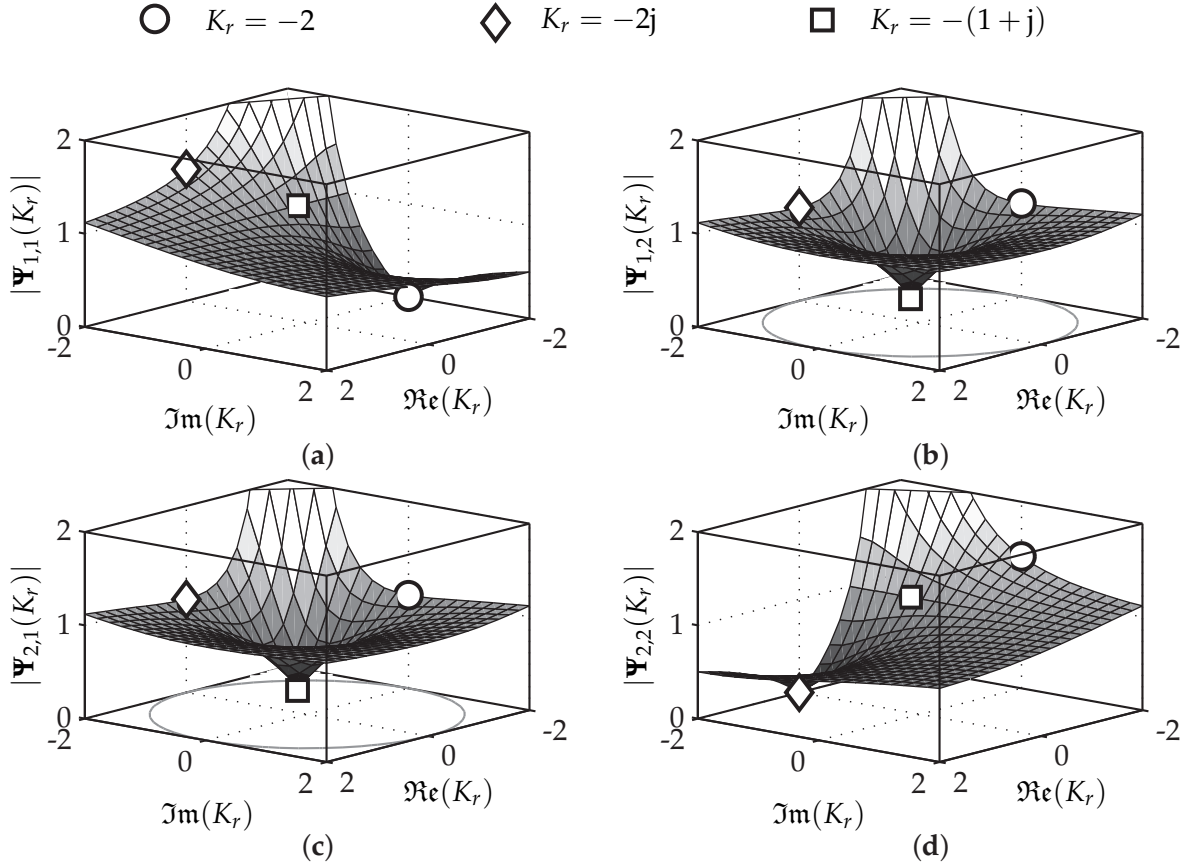 K_r = −2 K_r = −2j K_r = −(1 + j)
|Ψ_{1,1}(K_r)|
2
1
0
-2
0
2
2
0
-2
ℑm(K_r)
ℜe(K_r)
(a)
|Ψ_{1,2}(K_r)|
2
1
0
-2
0
2
2
0
-2
ℑm(K_r)
ℜe(K_r)
(b)
|Ψ_{2,1}(K_r)|
2
1
0
-2
0
2
2
0
-2
ℑm(K_r)
ℜe(K_r)
(c)
|Ψ_{2,2}(K_r)|
2
1
0
-2
0
2
2
0
-2
ℑm(K_r)
ℜe(K_r)
(d)